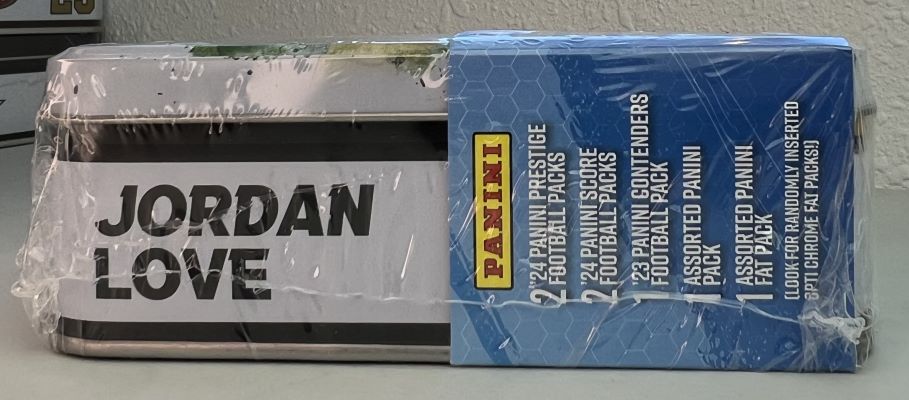 JORDAN
LOVE
PANINI
2 '24 PANINI PRESTIGE
FOOTBALL PACKS
2 '24 PANINI SCORE
FOOTBALL PACKS
1 '23 PANINI CONTENDERS
FOOTBALL PACK
1 ASSORTED PANINI
PACK
1 ASSORTED PANINI
FAT PACK
(LOOK FOR RANDOMLY INSERTED
OPTI CHROME FAT PACKS!)